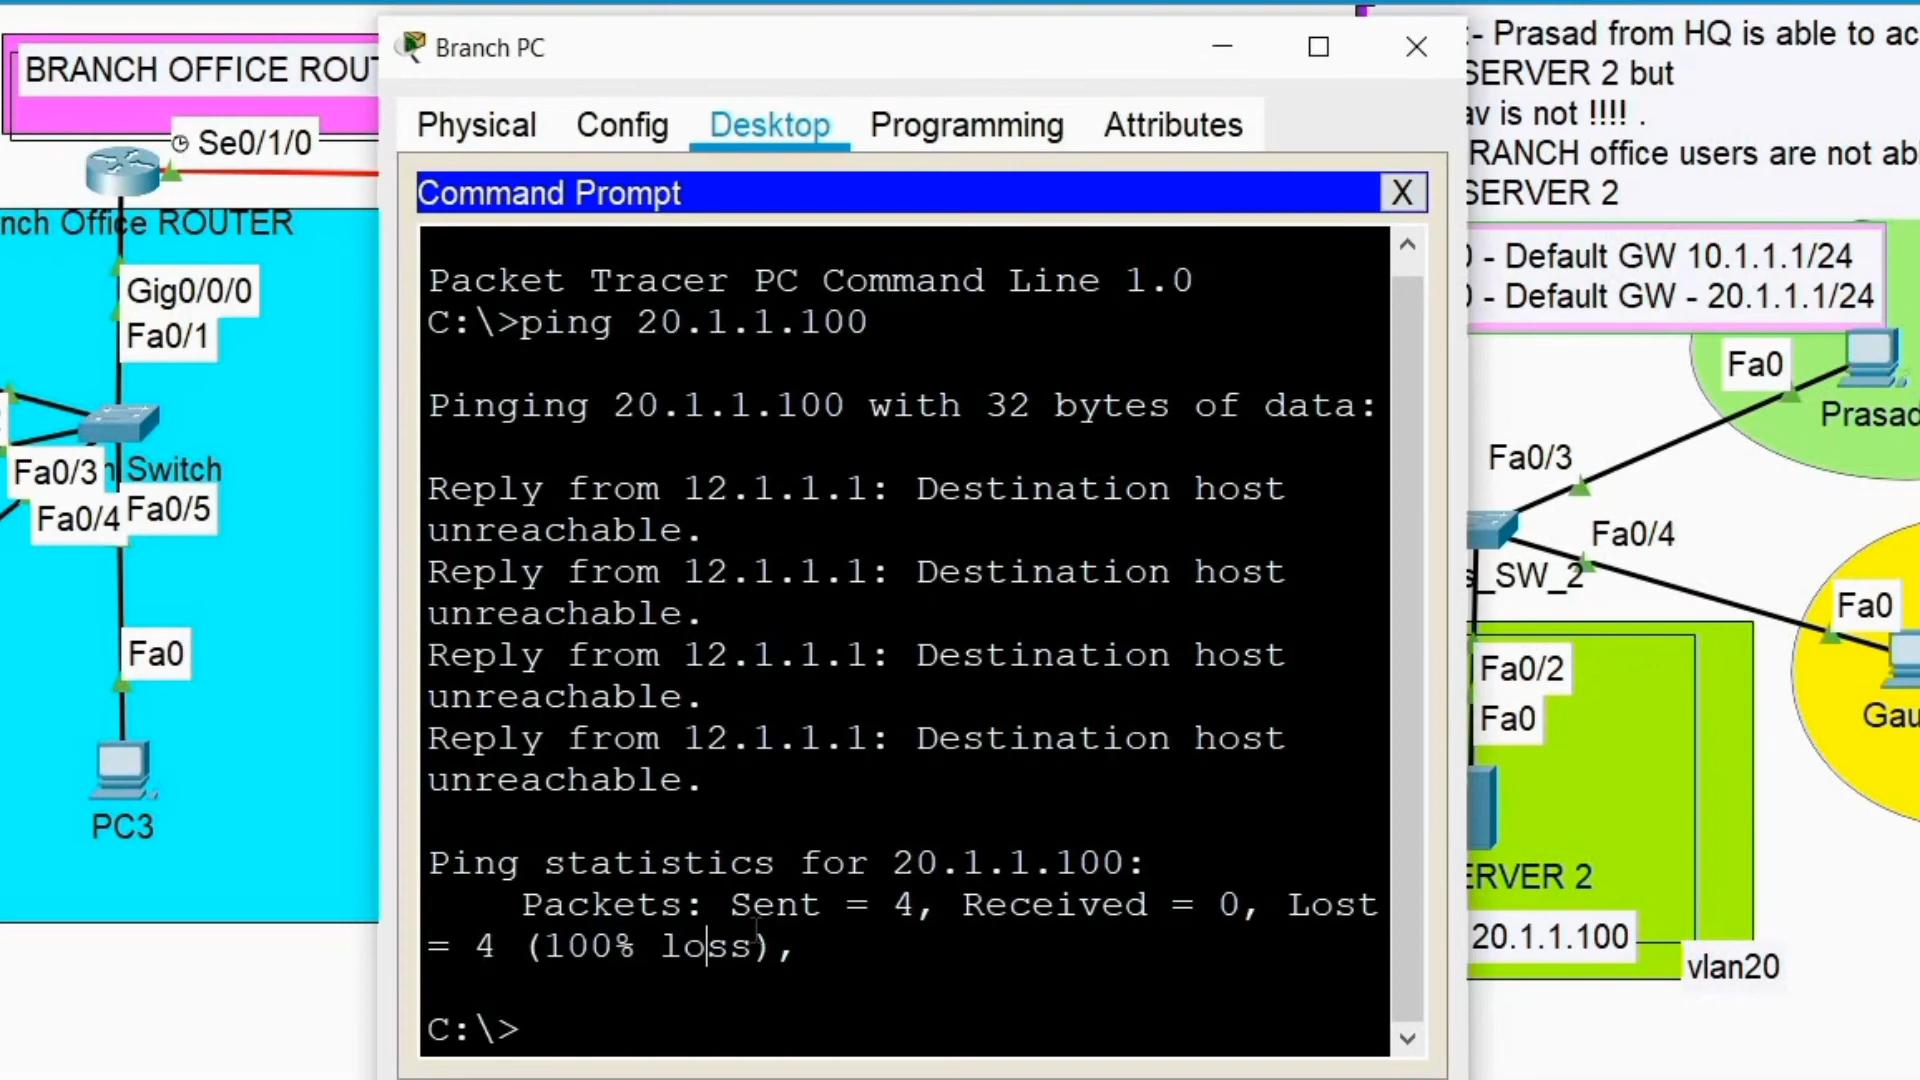 BRANCH OFFICE ROUT
Se0/1/0
nch Office ROUTER
Gig0/0/0
Fa0/1
Switch
Fa0/3
Fa0/4
Fa0/5
Fa0
PC3
Branch PC
Physical
Config
Desktop
Programming
Attributes
Command Prompt
X
Packet Tracer PC Command Line 1.0
C:\>ping 20.1.1.100
Pinging 20.1.1.100 with 32 bytes of data:
Reply from 12.1.1.1: Destination host
unreachable.
Reply from 12.1.1.1: Destination host
unreachable.
Reply from 12.1.1.1: Destination host
unreachable.
Reply from 12.1.1.1: Destination host
unreachable.
Ping statistics for 20.1.1.100:
Packets: Sent = 4, Received = 0, Lost
= 4 (100% loss),
C:\>
:- Prasad from HQ is able to ac
SERVER 2 but
av is not !!!! .
RANCH office users are not abl
SERVER 2
- Default GW 10.1.1.1/24
- Default GW - 20.1.1.1/24
Fa0
Prasad
Fa0/3
Fa0/4
s_SW_2
Fa0
Gau
Fa0/2
Fa0
ERVER 2
20.1.1.100
vlan20